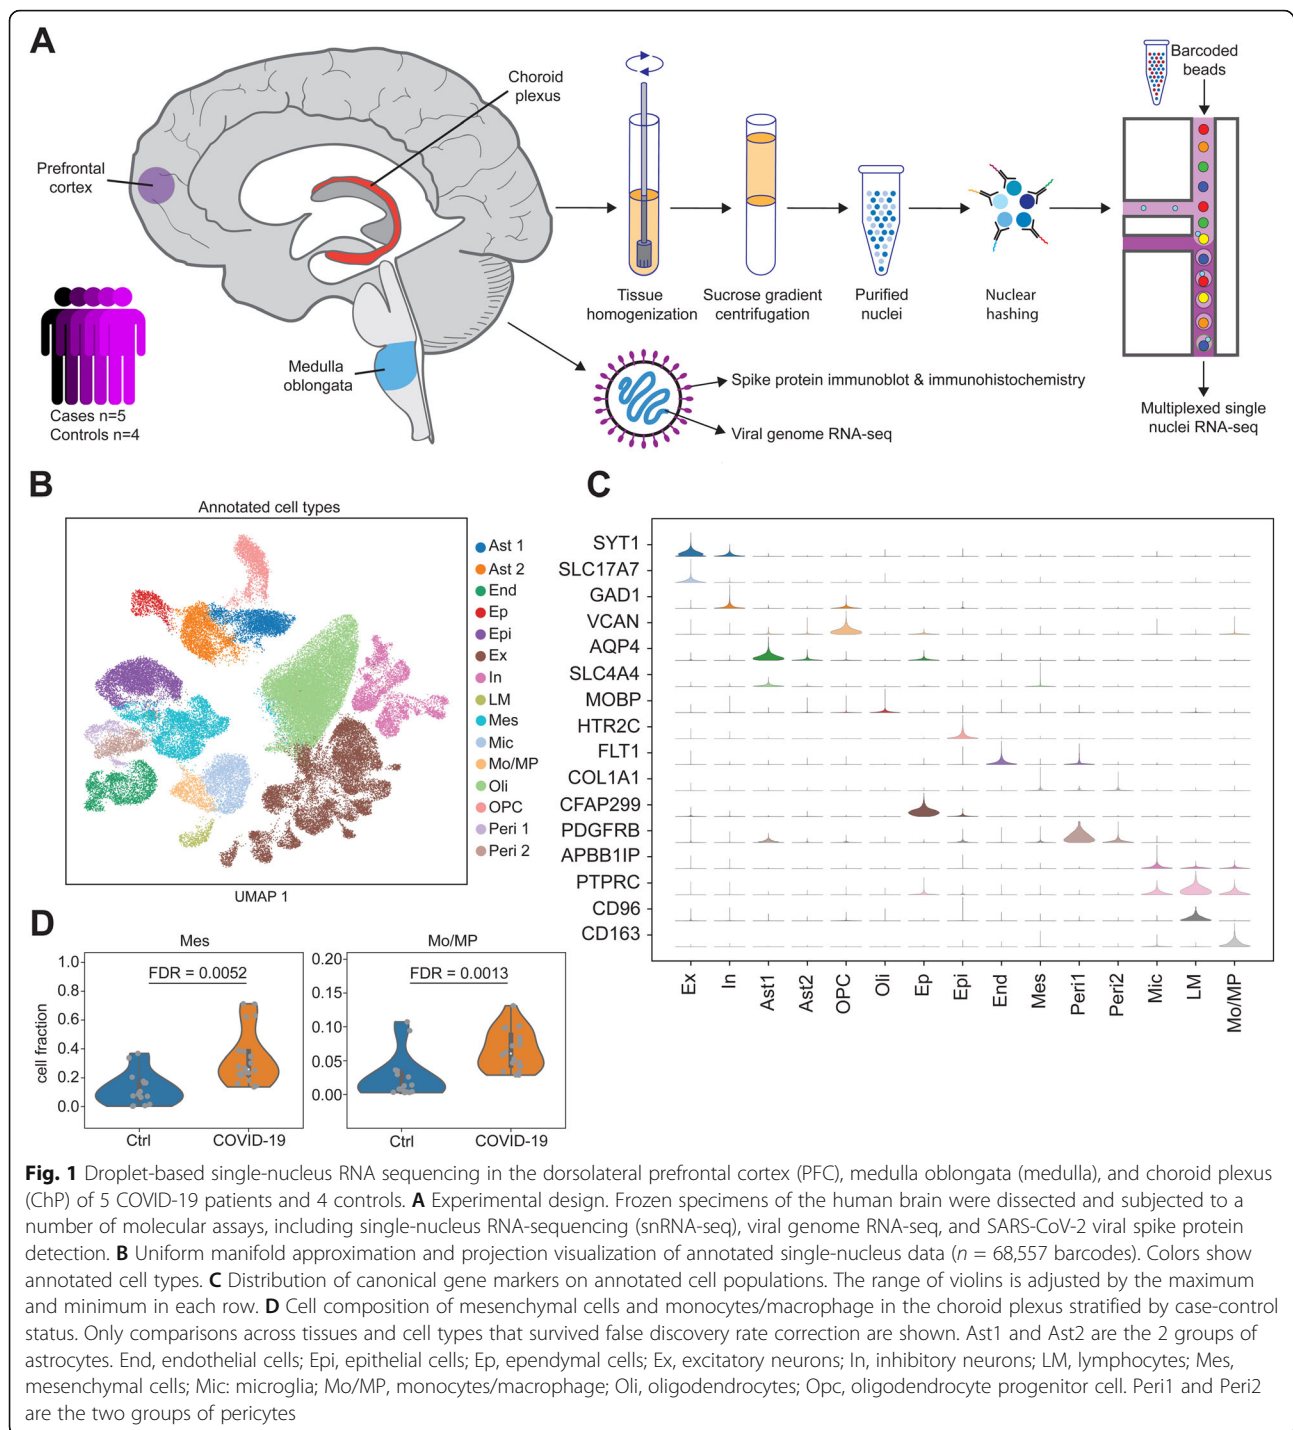 A
Choroid
plexus
Prefrontal
cortex
Medulla
oblongata
Cases n=5
Controls n=4
Tissue
homogenization
Sucrose gradient
centrifugation
Purified
nuclei
Nuclear
hashing
Barcoded
beads
Multiplexed single
nuclei RNA-seq
Spike protein immunoblot & immunohistochemistry
Viral genome RNA-seq
B
Annotated cell types
Ast 1
Ast 2
End
Ep
Epi
Ex
In
LM
Mes
Mic
Mo/MP
Oli
OPC
Peri 1
Peri 2
UMAP 1
C
SYT1
SLC17A7
GAD1
VCAN
AQP4
SLC4A4
MOBP
HTR2C
FLT1
COL1A1
CFAP299
PDGFRB
APBB1IP
PTPRC
CD96
CD163
Ex
In
Ast1
Ast2
OPC
Oli
Ep
Epi
End
Mes
Peri1
Peri2
Mic
LM
Mo/MP
D
Mes
FDR = 0.0052
cell fraction
1.0
0.8
0.6
0.4
0.2
0.0
Ctrl
COVID-19
Mo/MP
FDR = 0.0013
0.20
0.15
0.10
0.05
0.00
Ctrl
COVID-19
Fig. 1 Droplet-based single-nucleus RNA sequencing in the dorsolateral prefrontal cortex (PFC), medulla oblongata (medulla), and choroid plexus
(ChP) of 5 COVID-19 patients and 4 controls. A Experimental design. Frozen specimens of the human brain were dissected and subjected to a
number of molecular assays, including single-nucleus RNA-sequencing (snRNA-seq), viral genome RNA-seq, and SARS-CoV-2 viral spike protein
detection. B Uniform manifold approximation and projection visualization of annotated single-nucleus data (n = 68,557 barcodes). Colors show
annotated cell types. C Distribution of canonical gene markers on annotated cell populations. The range of violins is adjusted by the maximum
and minimum in each row. D Cell composition of mesenchymal cells and monocytes/macrophage in the choroid plexus stratified by case-control
status. Only comparisons across tissues and cell types that survived false discovery rate correction are shown. Ast1 and Ast2 are the 2 groups of
astrocytes. End, endothelial cells; Epi, epithelial cells; Ep, ependymal cells; Ex, excitatory neurons; In, inhibitory neurons; LM, lymphocytes; Mes,
mesenchymal cells; Mic: microglia; Mo/MP, monocytes/macrophage; Oli, oligodendrocytes; Opc, oligodendrocyte progenitor cell. Peri1 and Peri2
are the two groups of pericytes